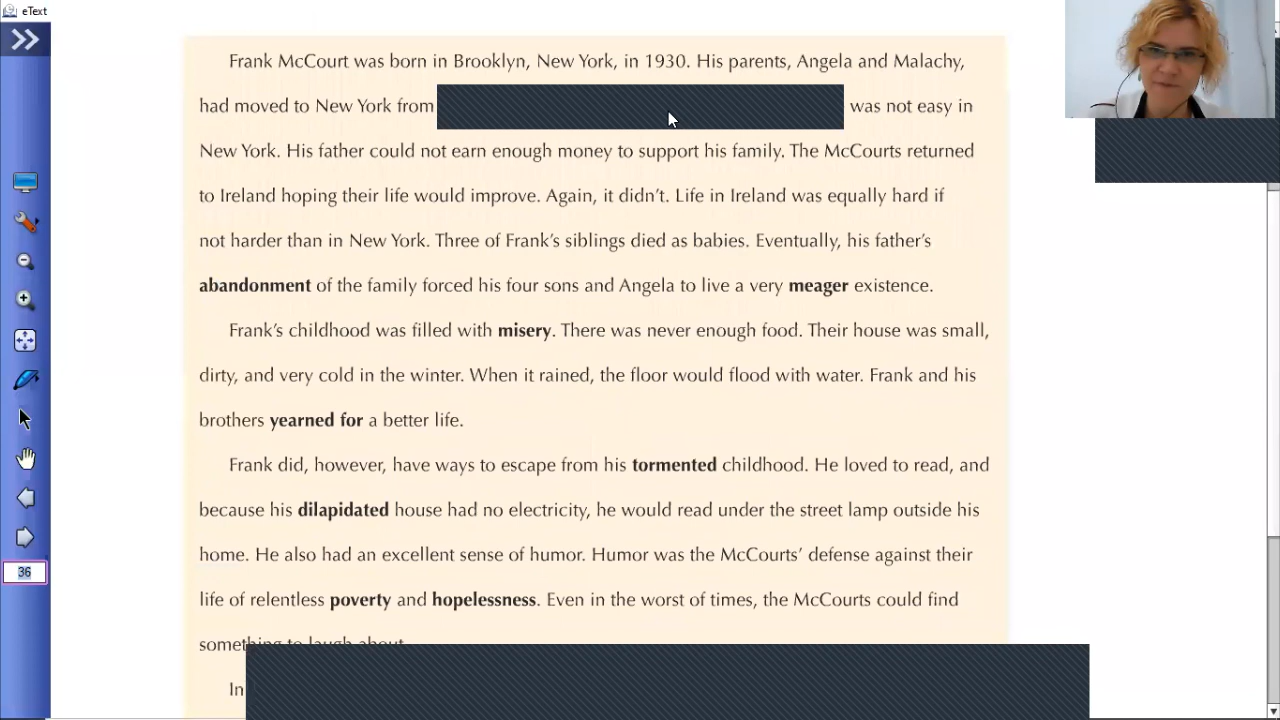 eText
Frank McCourt was born in Brooklyn, New York, in 1930. His parents, Angela and Malachy,
had moved to New York from was not easy in
New York. His father could not earn enough money to support his family. The McCourts returned
to Ireland hoping their life would improve. Again, it didn't. Life in Ireland was equally hard if
not harder than in New York. Three of Frank's siblings died as babies. Eventually, his father's
abandonment of the family forced his four sons and Angela to live a very meager existence.
Frank's childhood was filled with misery. There was never enough food. Their house was small,
dirty, and very cold in the winter. When it rained, the floor would flood with water. Frank and his
brothers yearned for a better life.
Frank did, however, have ways to escape from his tormented childhood. He loved to read, and
because his dilapidated house had no electricity, he would read under the street lamp outside his
home. He also had an excellent sense of humor. Humor was the McCourts' defense against their
life of relentless poverty and hopelessness. Even in the worst of times, the McCourts could find
something to laugh about.
In
36